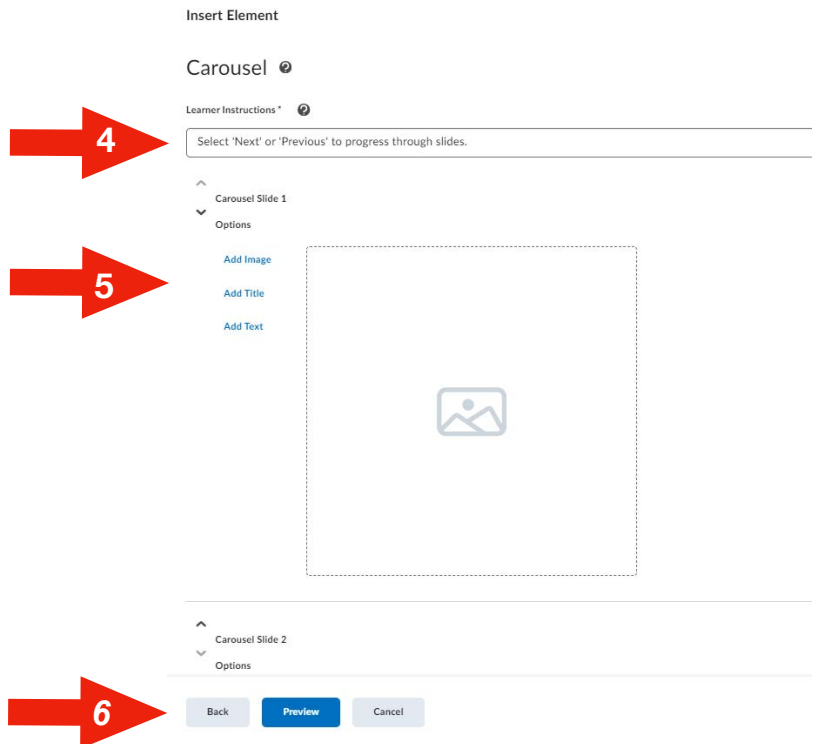 Insert Element
Carousel ?
Learner Instructions * ?
4
Select 'Next' or 'Previous' to progress through slides.
Carousel Slide 1
Options
5
Add Image
Add Title
Add Text
Carousel Slide 2
Options
6
Back Preview Cancel